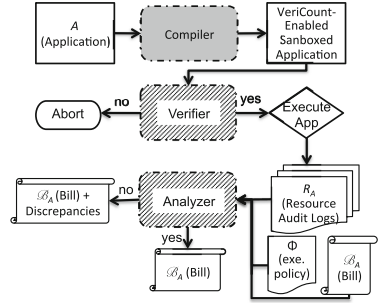 A
(Application)
Compiler
VeriCount-
Enabled
Sanboxed
Application
no
yes
Abort
Verifier
Execute
App
no
ℬA (Bill) +
Discrepancies
Analyzer
RA
(Resource
Audit Logs)
yes
ℬA (Bill)
Φ
(exe.
policy)
ℬA
(Bill)